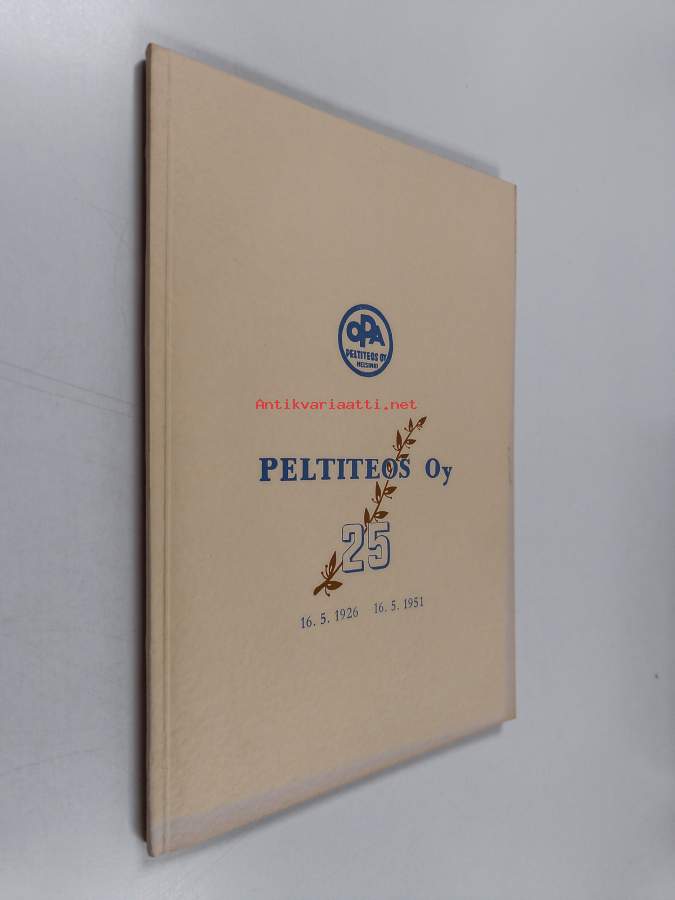 OPA
PELTITEOS OY
HELSINKI
Antikvariaatti.net
PELTITEOS Oy
25
16. 5. 1926 16. 5. 1951